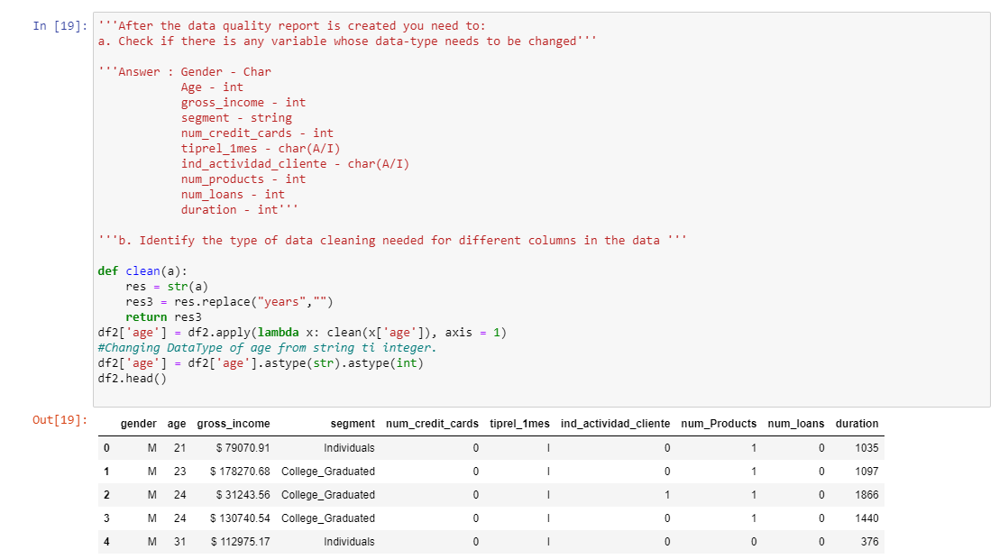 In [19]: '''After the data quality report is created you need to:
a. Check if there is any variable whose data-type needs to be changed'''
'''Answer : Gender - Char
Age - int
gross_income - int
segment - string
num_credit_cards - int
tiprel_1mes - char(A/I)
ind_actividad_cliente - char(A/I)
num_products - int
num_loans - int
duration - int'''
'''b. Identify the type of data cleaning needed for different columns in the data '''
def clean(a):
    res = str(a)
    res3 = res.replace("years","")
    return res3
df2['age'] = df2.apply(lambda x: clean(x['age']), axis = 1)
#Changing DataType of age from string ti integer.
df2['age'] = df2['age'].astype(str).astype(int)
df2.head()
Out[19]:
gender age gross_income segment num_credit_cards tiprel_1mes ind_actividad_cliente num_Products num_loans duration
0 M 21 $ 79070.91 Individuals 0 I 0 1 0 1035
1 M 23 $ 178270.68 College_Graduated 0 I 0 1 0 1097
2 M 24 $ 31243.56 College_Graduated 0 I 1 1 0 1866
3 M 24 $ 130740.54 College_Graduated 0 I 0 1 0 1440
4 M 31 $ 112975.17 Individuals 0 I 0 0 0 376